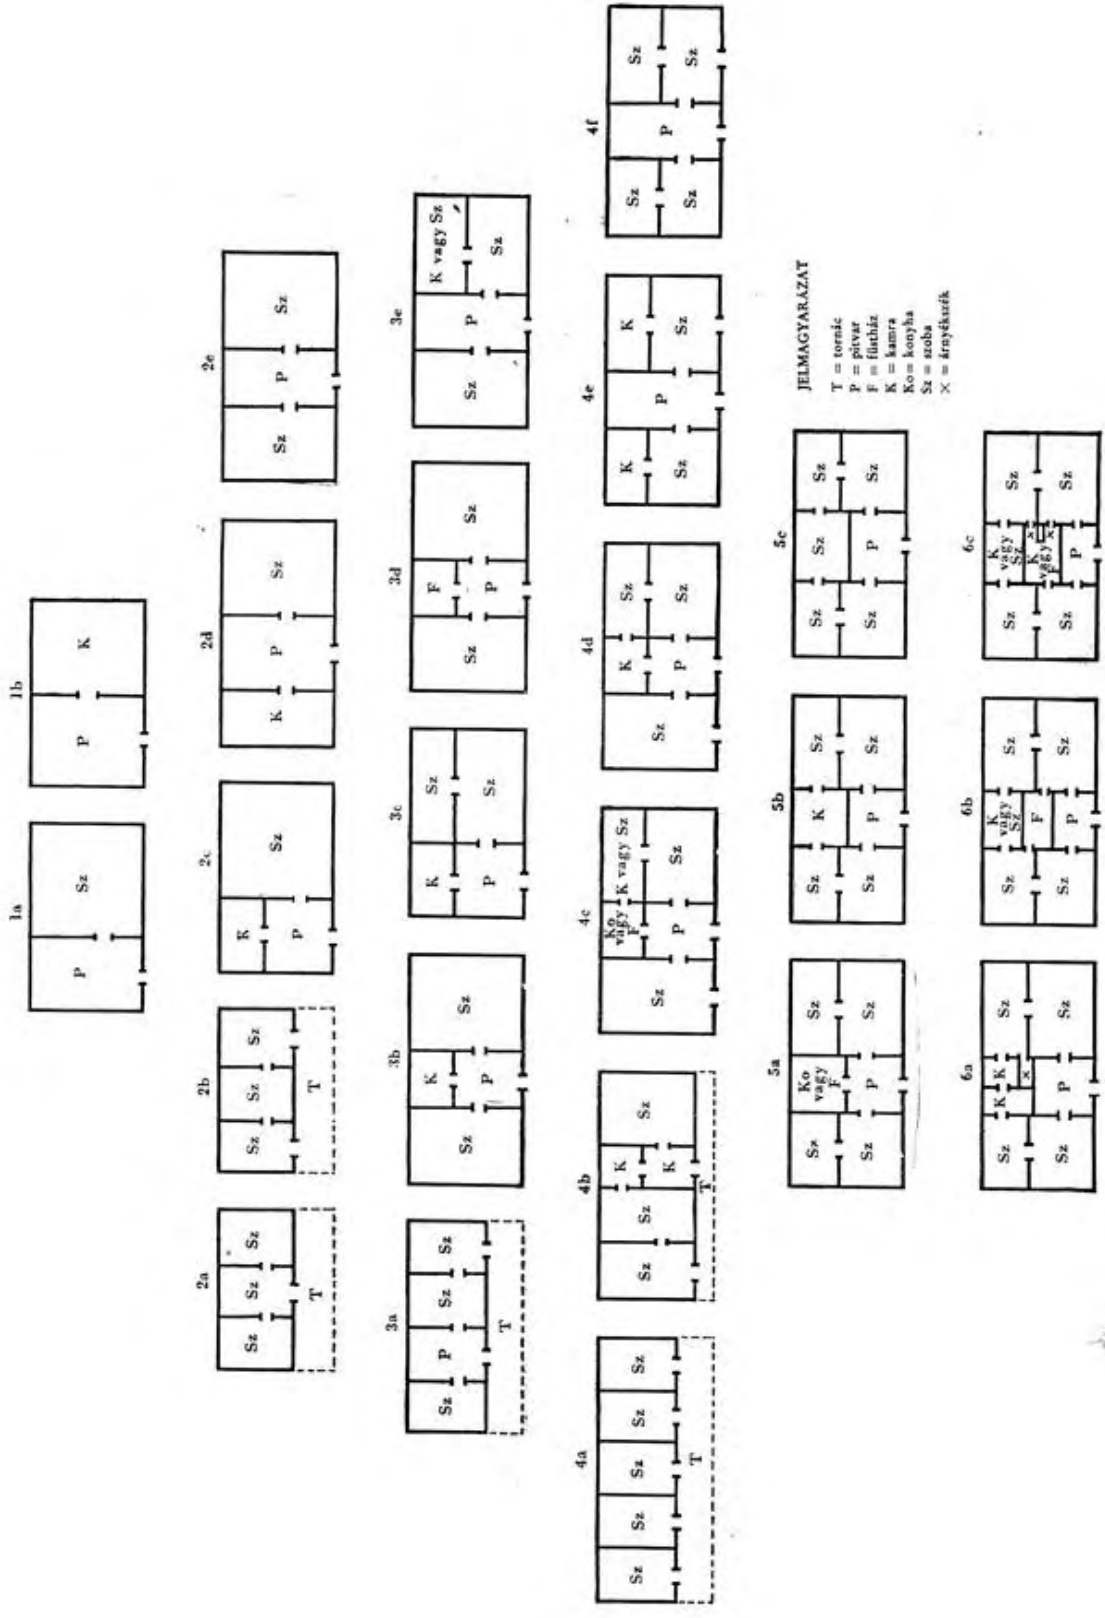 1a
P
Sz
1b
P
K
2a
Sz
Sz
Sz
T
2b
Sz
Sz
Sz
T
2c
K
P
Sz
2d
K
P
Sz
2e
Sz
P
Sz
3a
Sz
P
Sz
Sz
T
3b
Sz
K
P
Sz
3c
K
P
Sz
Sz
3d
Sz
F
P
Sz
3e
Sz
P
K vagy Sz
Sz
4a
Sz
Sz
Sz
Sz
Sz
T
4b
Sz
Sz
K
K
Sz
T
4c
Sz
Ko
vagy
F
P
K vagy Sz
Sz
4d
Sz
K
P
Sz
Sz
4e
K
Sz
P
K
Sz
4f
Sz
Sz
P
Sz
Sz
5a
Sz
Sz
Ko
vagy
F
P
Sz
Sz
5b
Sz
Sz
K
P
Sz
Sz
5c
Sz
Sz
Sz
P
Sz
Sz
JELMAGYARÁZAT
T = tornác
P = pitvar
F = füstház
K = kamra
Ko = konyha
Sz = szoba
× = árnyékszék
6a
Sz
Sz
K
K
×
P
Sz
Sz
6b
Sz
Sz
K
vagy
Sz
F
P
Sz
Sz
6c
Sz
Sz
K
vagy
Sz
K
vagy
F
×
×
P
Sz
Sz